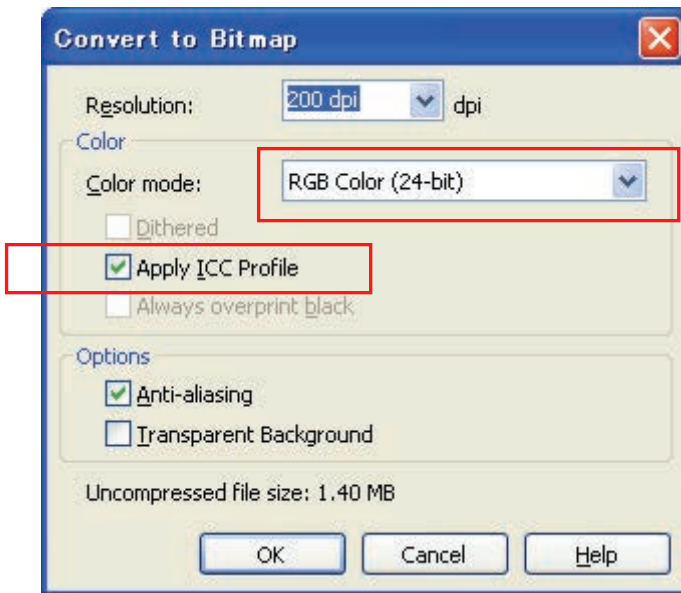 Convert to Bitmap
Resolution: 200 dpi dpi
Color
Color mode: RGB Color (24-bit)
Dithered
Apply ICC Profile
Always overprint black
Options
Anti-aliasing
Transparent Background
Uncompressed file size: 1.40 MB
OK Cancel Help